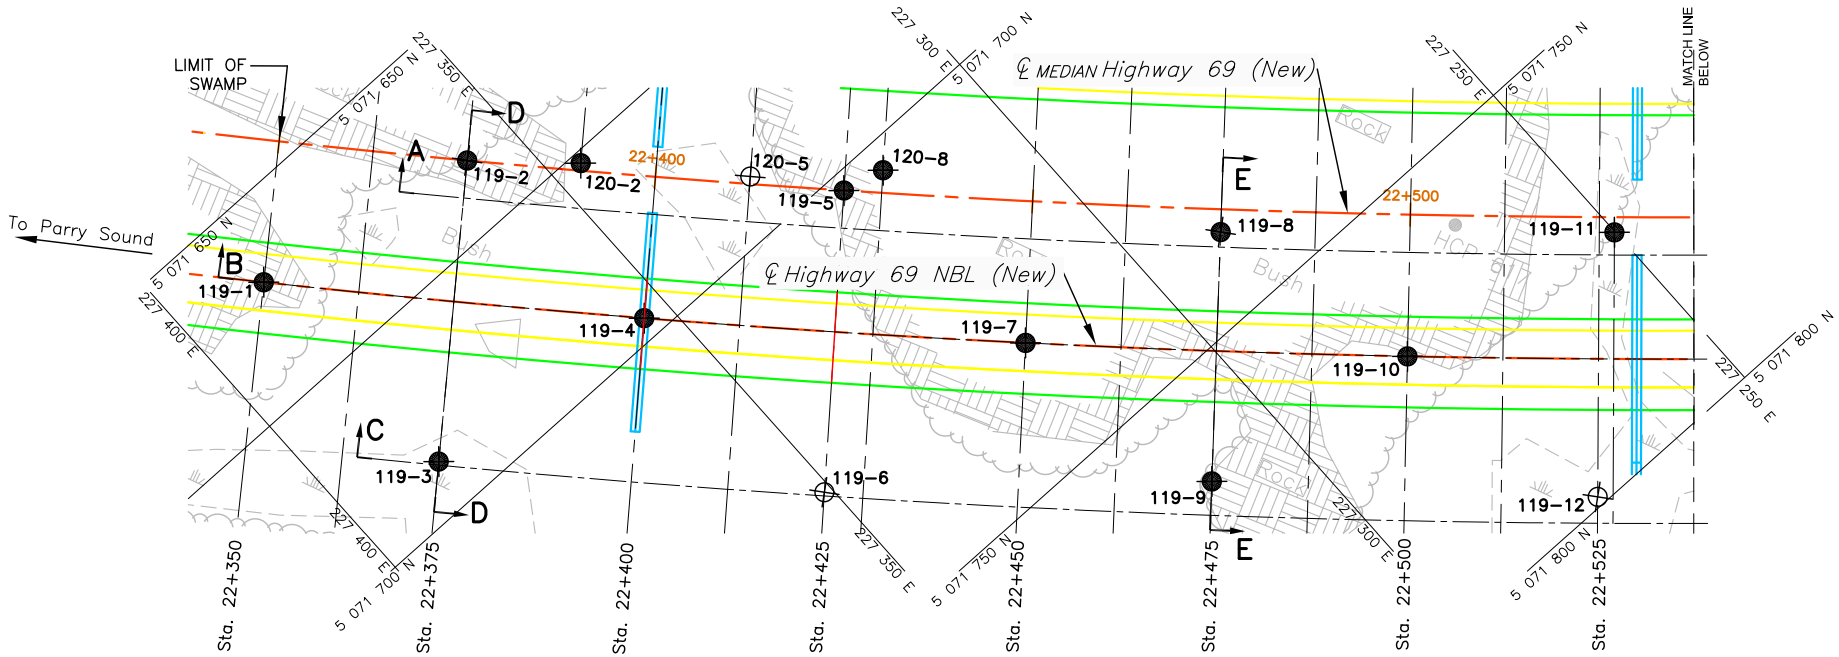 LIMIT OF
SWAMP
5 071 650 N
227 350 E
227 300 E
5 071 700 N
℄ MEDIAN Highway 69 (New)
227 250 E
5 071 750 N
MATCH LINE
BELOW
Rock
D
A
119-2
120-2
22+400
120-5
120-8
119-5
E
119-8
22+500
119-11
HCP
To Parry Sound
5 071 650 N
B
119-1
Bush
Bush
℄ Highway 69 NBL (New)
227 400 E
119-4
119-7
119-10
5 071 800 N
227 250 E
C
119-3
D
119-6
119-9
Rock
E
119-12
227 400 E
5 071 700 N
227 350 E
5 071 750 N
227 300 E
5 071 800 N
Sta. 22+350
Sta. 22+375
Sta. 22+400
Sta. 22+425
Sta. 22+450
Sta. 22+475
Sta. 22+500
Sta. 22+525